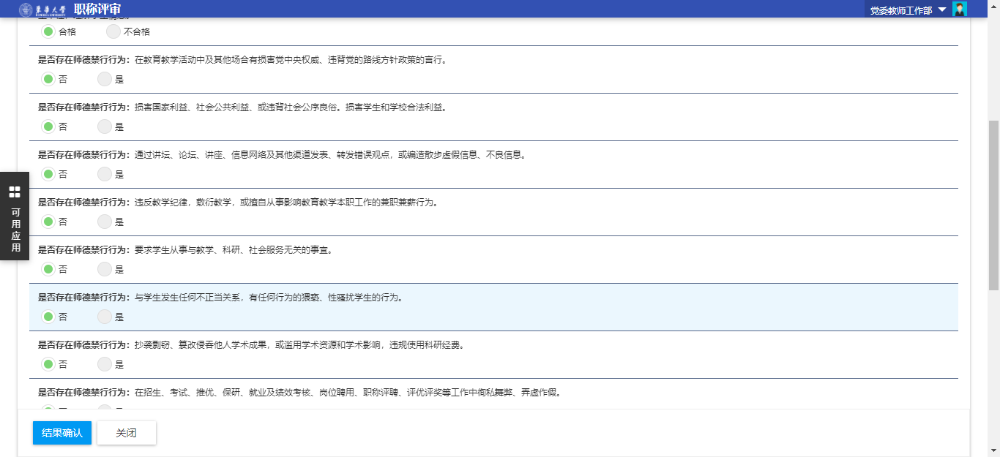 東華大學 职称评审
党委教师工作部
合格 不合格
是否存在师德禁行行为：在教育教学活动中及其他场合有损害党中央权威、违背党的路线方针政策的言行。
否 是
是否存在师德禁行行为：损害国家利益、社会公共利益、或违背社会公序良俗。损害学生和学校合法利益。
否 是
是否存在师德禁行行为：通过讲坛、论坛、讲座、信息网络及其他渠道发表、转发错误观点，或编造散步虚假信息、不良信息。
否 是
是否存在师德禁行行为：违反教学纪律，敷衍教学，或擅自从事影响教育教学本职工作的兼职兼薪行为。
否 是
是否存在师德禁行行为：要求学生从事与教学、科研、社会服务无关的事宜。
否 是
是否存在师德禁行行为：与学生发生任何不正当关系，有任何行为的猥亵、性骚扰学生的行为。
否 是
是否存在师德禁行行为：抄袭剽窃、篡改侵吞他人学术成果，或滥用学术资源和学术影响，违规使用科研经费。
否 是
是否存在师德禁行行为：在招生、考试、推优、保研、就业及绩效考核、岗位聘用、职称评聘、评优评奖等工作中徇私舞弊、弄虚作假。
可用应用
结果确认 关闭